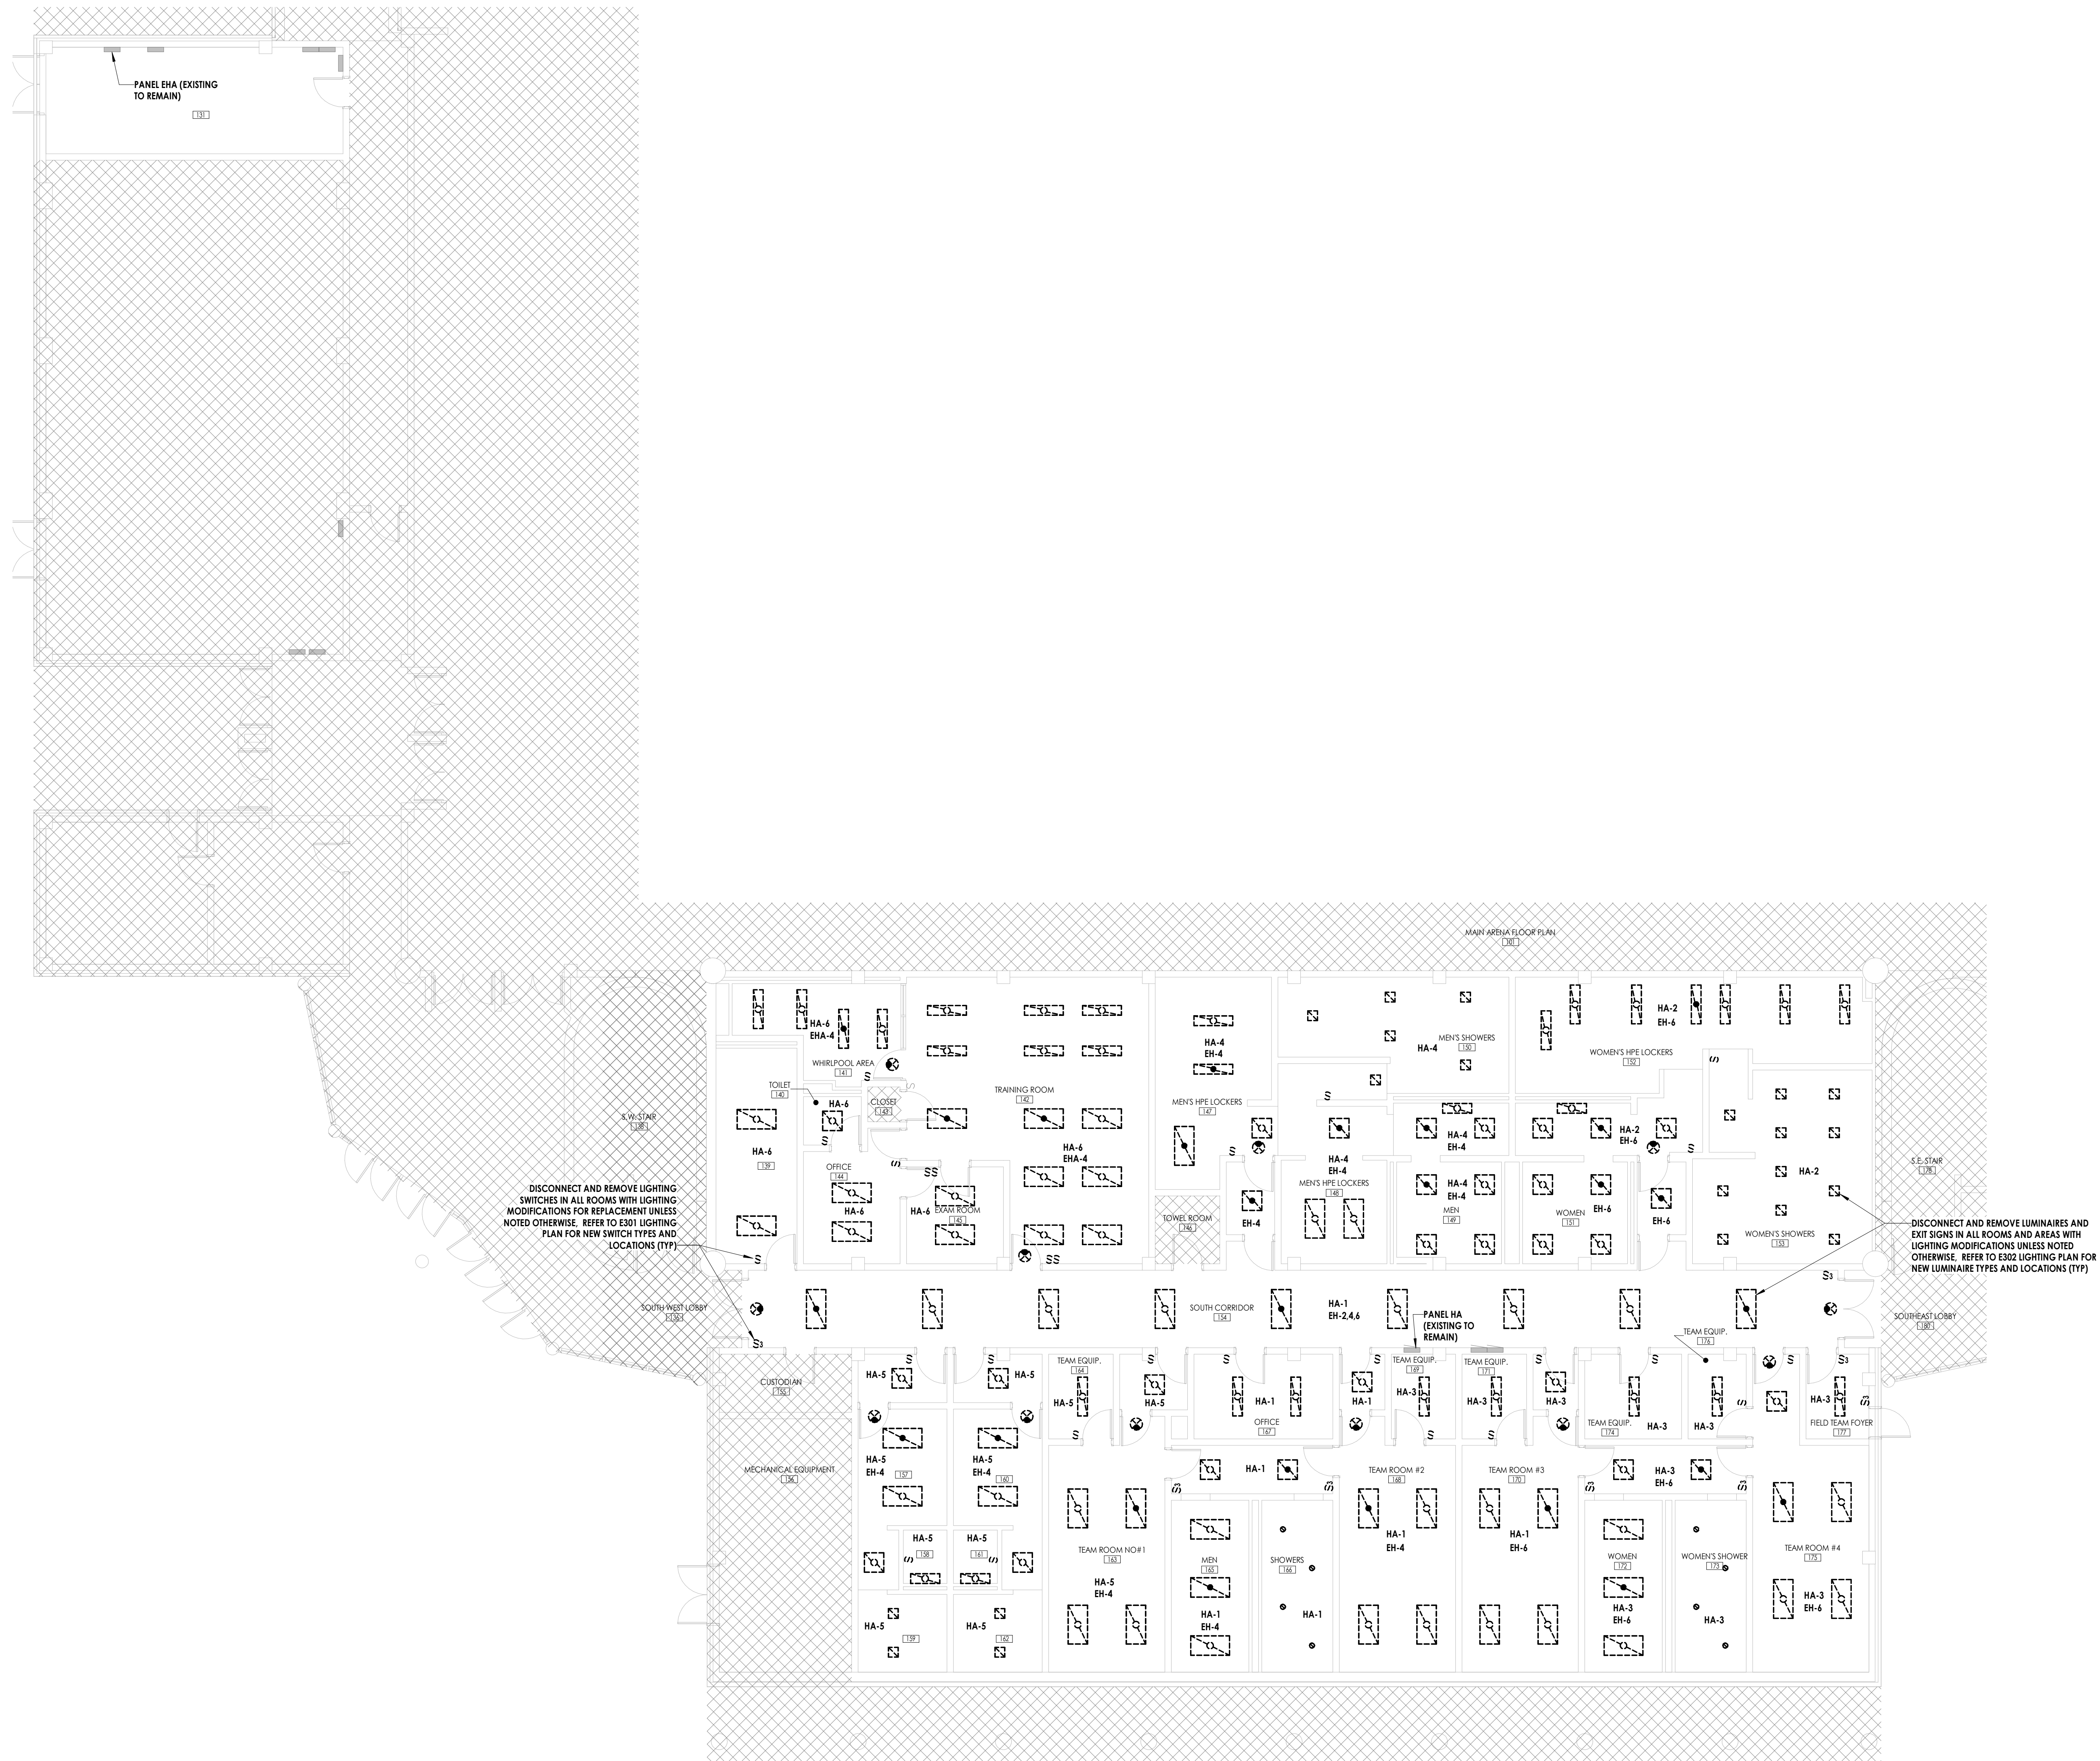 PANEL EHA (EXISTING
TO REMAIN)
131
MAIN ARENA FLOOR PLAN
101
HA-6
EHA-4
WHIRLPOOL AREA
141
TOILET
140
HA-6
CLOSET
143
TRAINING ROOM
142
HA-6
EHA-4
HA-6
139
OFFICE
144
HA-6
HA-6
EXAM ROOM
145
S.W. STAIR
138
HA-4
EH-4
MEN'S HPE LOCKERS
147
TOWEL ROOM
146
EH-4
MEN'S SHOWERS
150
HA-4
HA-4
EH-4
MEN'S HPE LOCKERS
148
HA-4
EH-4
HA-4
EH-4
MEN
149
HA-2
EH-6
WOMEN'S HPE LOCKERS
152
HA-2
EH-6
EH-6
WOMEN
151
EH-6
HA-2
WOMEN'S SHOWERS
153
S.E. STAIR
178
DISCONNECT AND REMOVE LIGHTING
SWITCHES IN ALL ROOMS WITH LIGHTING
MODIFICATIONS FOR REPLACEMENT UNLESS
NOTED OTHERWISE, REFER TO E301 LIGHTING
PLAN FOR NEW SWITCH TYPES AND
LOCATIONS (TYP)
DISCONNECT AND REMOVE LUMINAIRES AND
EXIT SIGNS IN ALL ROOMS AND AREAS WITH
LIGHTING MODIFICATIONS UNLESS NOTED
OTHERWISE, REFER TO E302 LIGHTING PLAN FOR
NEW LUMINAIRE TYPES AND LOCATIONS (TYP)
S
S
S
SS
SS
S
S
S
S3
S3
SOUTH WEST LOBBY
136
SOUTH CORRIDOR
154
HA-1
EH-2,4,6
PANEL HA
(EXISTING TO
REMAIN)
SOUTHEAST LOBBY
180
TEAM EQUIP.
176
CUSTODIAN
155
HA-5
HA-5
TEAM EQUIP.
164
HA-5
HA-5
HA-1
OFFICE
167
HA-1
TEAM EQUIP.
169
HA-3
TEAM EQUIP.
171
HA-3
HA-3
TEAM EQUIP.
174
HA-3
HA-3
HA-3
FIELD TEAM FOYER
177
S
S
S
S
S
S
S
S3
S
S
S
S
S3
S3
S3
S3
S3
MECHANICAL EQUIPMENT
156
HA-5
EH-4
157
HA-5
EH-4
160
HA-1
TEAM ROOM #2
168
HA-1
EH-4
TEAM ROOM #3
170
HA-1
EH-6
HA-3
EH-6
HA-5
158
HA-5
161
TEAM ROOM NO#1
163
HA-5
EH-4
MEN
165
HA-1
EH-4
SHOWERS
166
HA-1
WOMEN
172
HA-3
EH-6
WOMEN'S SHOWER
173
HA-3
TEAM ROOM #4
175
HA-3
EH-6
HA-5
159
HA-5
162